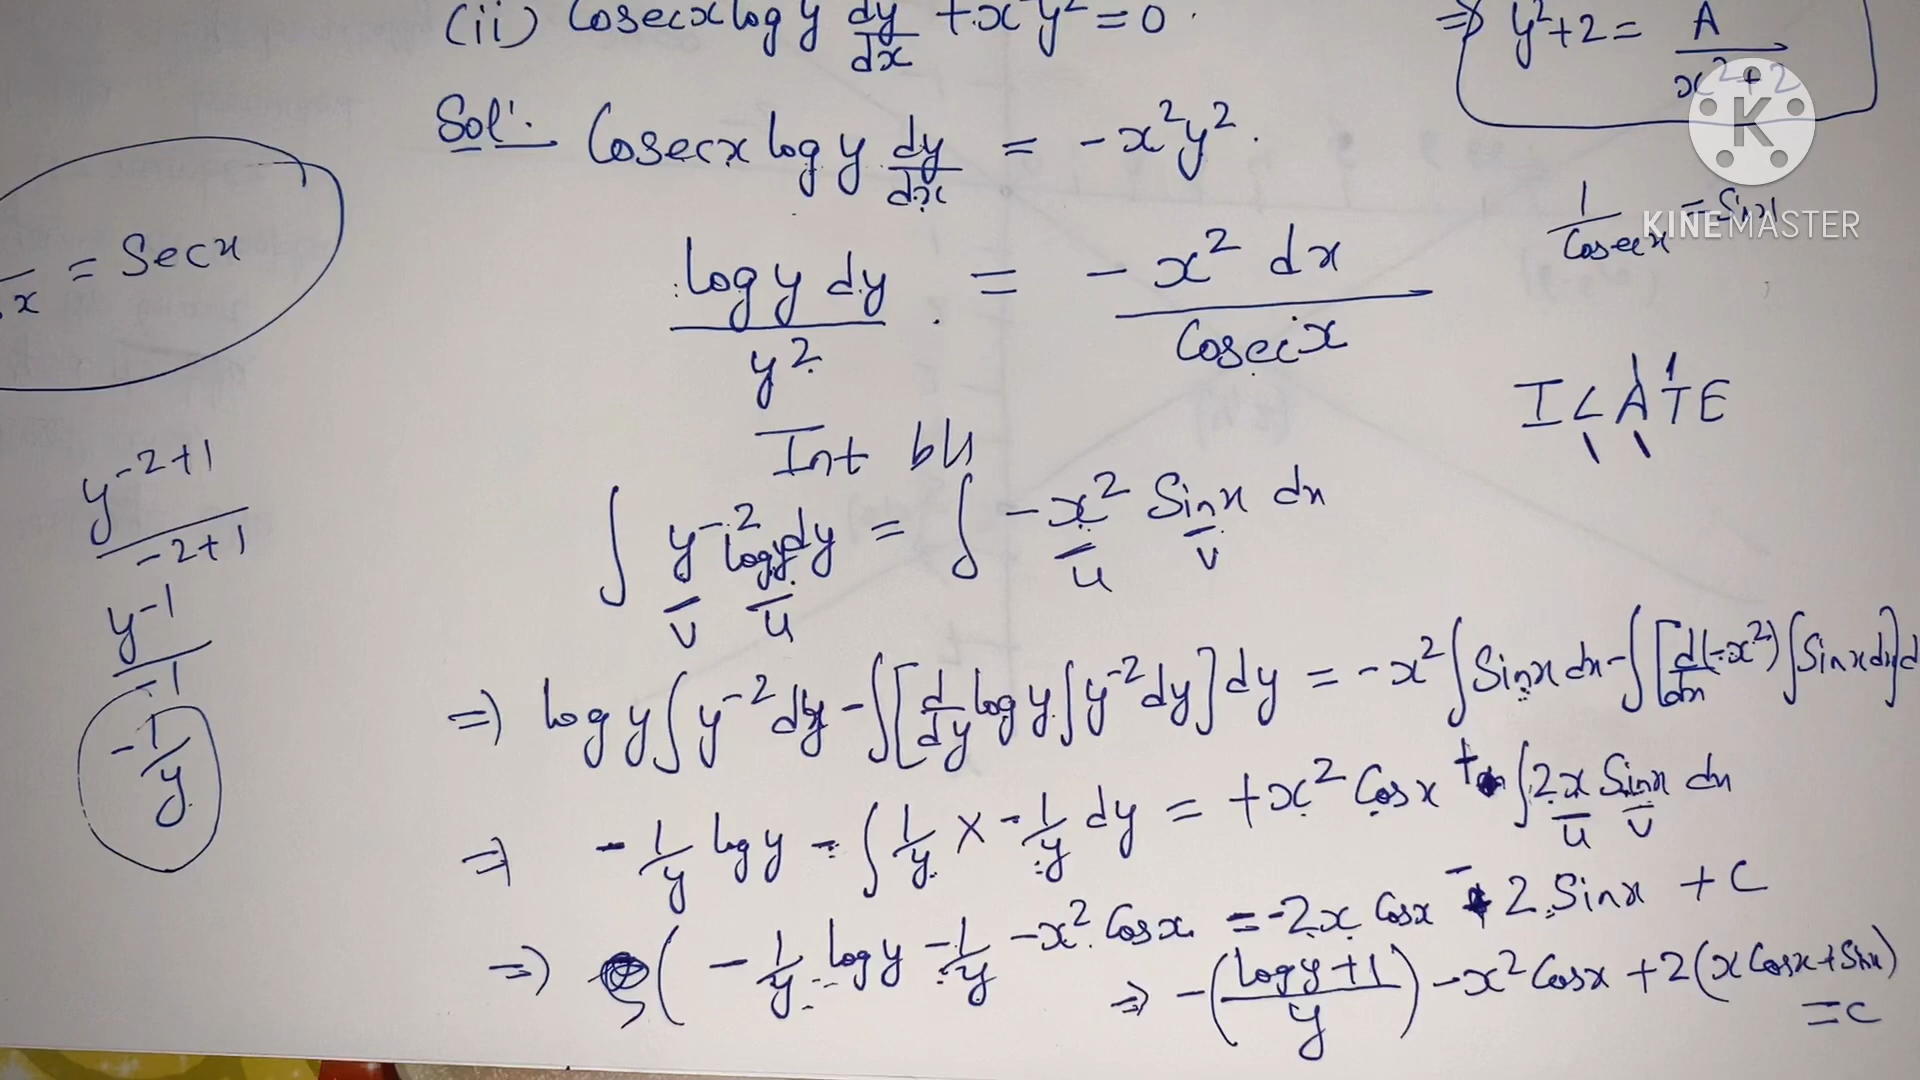 (ii) Cosecx log y dy/dx + x²y² = 0.
⇒ y²+2 = A/x²+2
Sol:. Cosecx log y dy/dx = -x²y².
K
KINEMASTER
1/Cosecx = Sinx
x = Secx
log y dy/y² = -x² dx/Cosecx
ILATE
Int
y⁻²⁺¹/-2+1
∫ y⁻² logy dy = ∫ -x² Sinx dx
v u u v
y⁻¹/-1
⇒ log y ∫ y⁻² dy - ∫[d/dy log y ∫ y⁻² dy] dy = -x² ∫ Sinx dx - ∫[d/dx (-x²) ∫ Sinx dx] d
-1/y
⇒ -1/y log y - ∫ 1/y × -1/y dy = +x² Cosx + ∫ 2x Sinx dx
u v
⇒ ( -1/y log y - 1/y - x² Cosx = -2x Cosx - 2 Sinx + C
⇒ -(log y + 1/y) - x² Cosx + 2(x Cosx + Sinx) = C